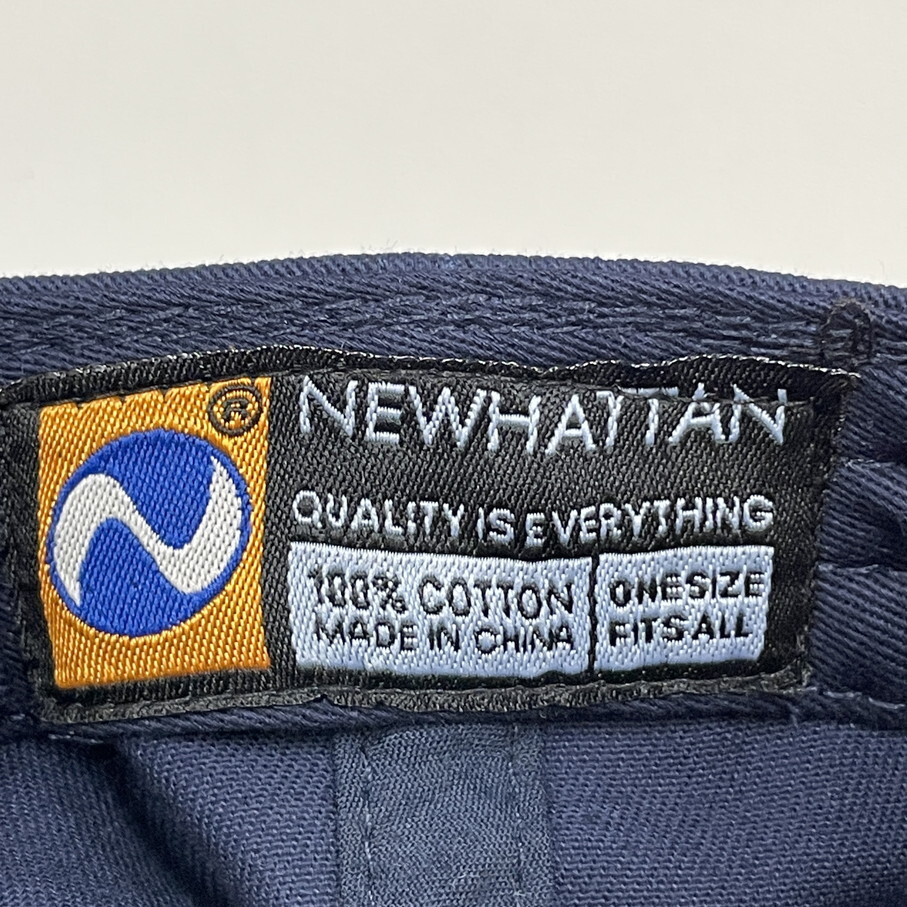 ®
NEWHATTAN
QUALITY IS EVERYTHING
100% COTTON
MADE IN CHINA
ONE SIZE
FITS ALL